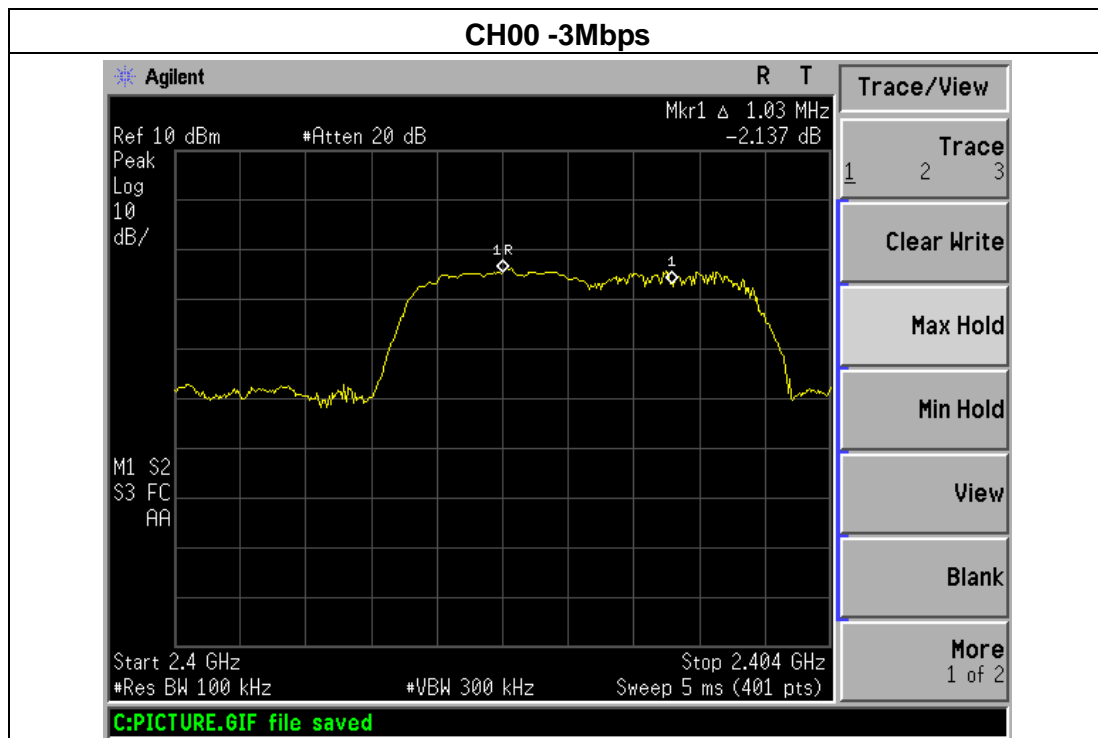 CH00 -3Mbps
Agilent R T
Mkr1 Δ 1.03 MHz
Ref 10 dBm #Atten 20 dB -2.137 dB
Peak
Log
10
dB/
1R
1
M1 S2
S3 FC
AA
Start 2.4 GHz Stop 2.404 GHz
#Res BW 100 kHz #VBW 300 kHz Sweep 5 ms (401 pts)
C:PICTURE.GIF file saved
Trace/View
Trace
1 2 3
Clear Write
Max Hold
Min Hold
View
Blank
More
1 of 2